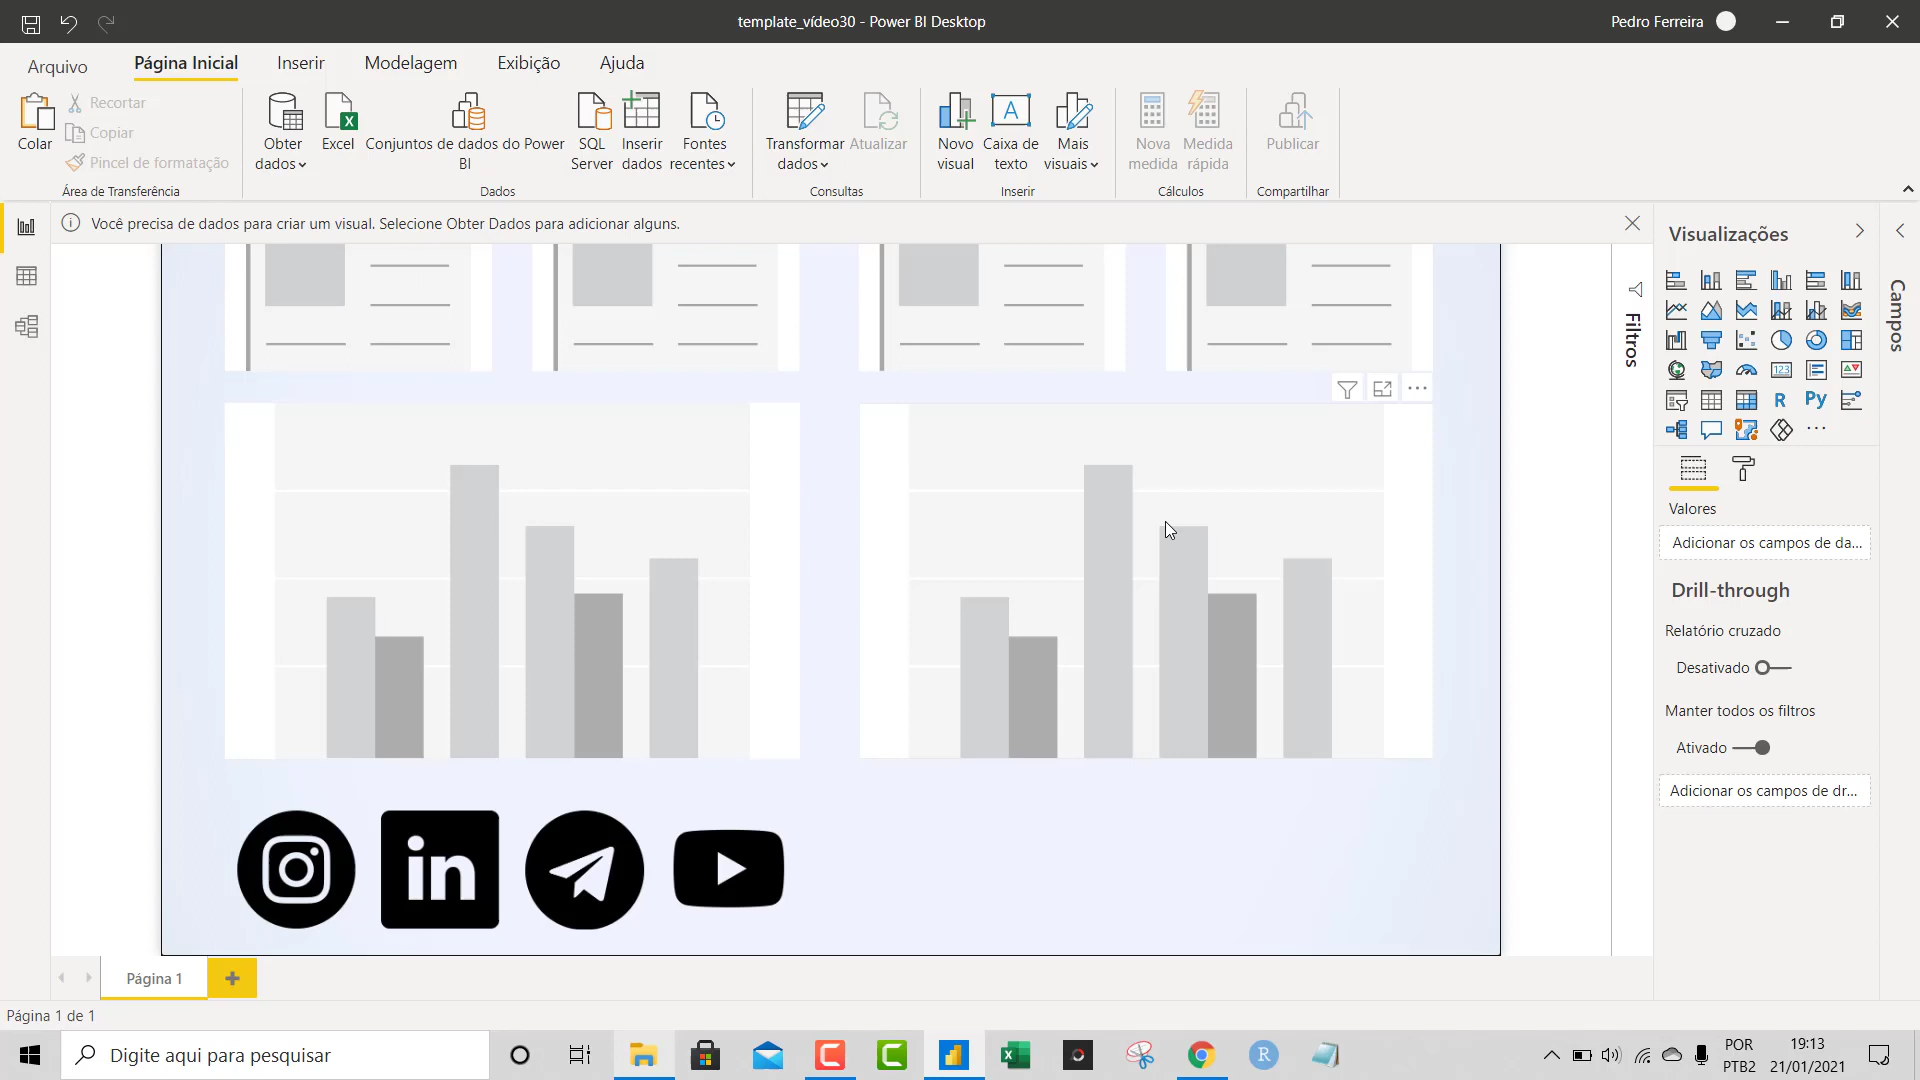 template_vídeo30 - Power BI Desktop
Pedro Ferreira
Arquivo
Página Inicial
Inserir
Modelagem
Exibição
Ajuda
Colar
Recortar
Copiar
Pincel de formatação
Área de Transferência
Obter
dados
Excel
Conjuntos de dados do Power
BI
SQL
Server
Inserir
dados
Fontes
recentes
Dados
Transformar
dados
Atualizar
Consultas
Novo
visual
Caixa de
texto
Mais
visuais
Inserir
Nova
medida
Medida
rápida
Cálculos
Publicar
Compartilhar
Você precisa de dados para criar um visual. Selecione Obter Dados para adicionar alguns.
Filtros
Visualizações
Campos
123
R
Py
Valores
Adicionar os campos de da...
Drill-through
Relatório cruzado
Desativado
Manter todos os filtros
Ativado
Adicionar os campos de dr...
in
Página 1
Página 1 de 1
Digite aqui para pesquisar
R
POR
PTB2
19:13
21/01/2021